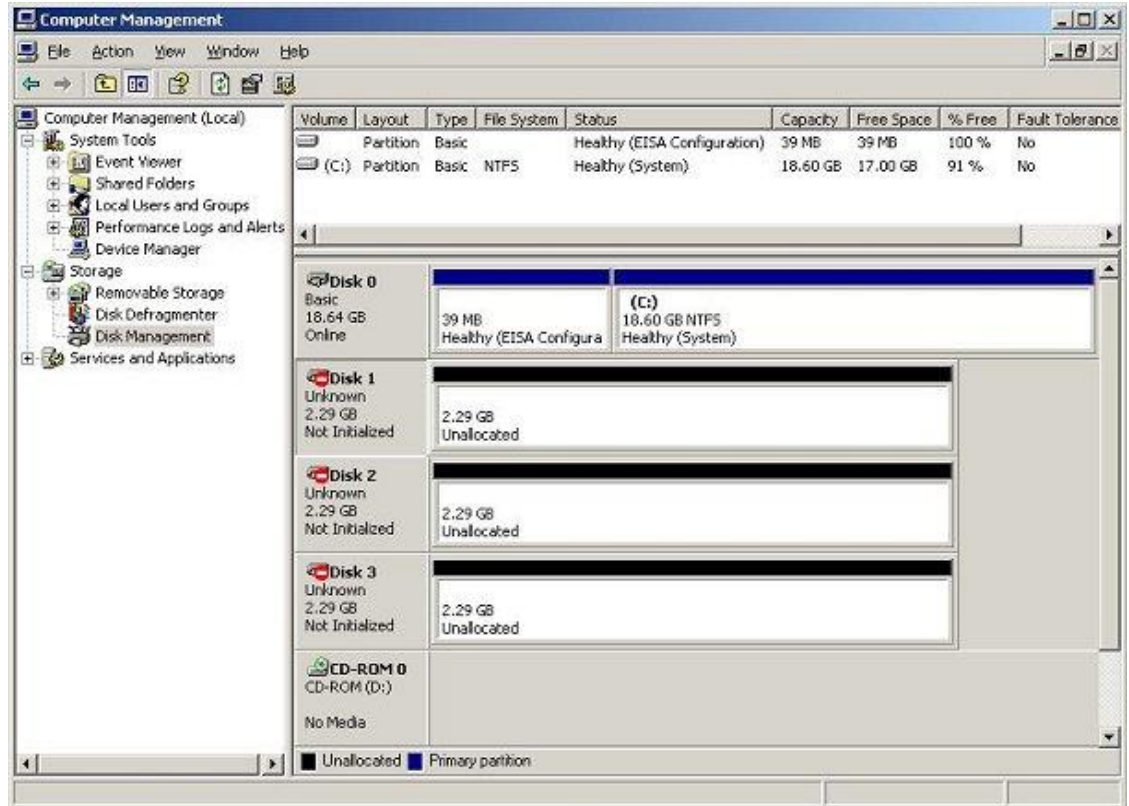 Computer Management
File Action View Window Help
Computer Management (Local)
System Tools
Event Viewer
Shared Folders
Local Users and Groups
Performance Logs and Alerts
Device Manager
Storage
Removable Storage
Disk Defragmenter
Disk Management
Services and Applications
Volume Layout Type File System Status Capacity Free Space % Free Fault Tolerance
Partition Basic Healthy (EISA Configuration) 39 MB 39 MB 100 % No
(C:) Partition Basic NTFS Healthy (System) 18.60 GB 17.00 GB 91 % No
Disk 0
Basic
18.64 GB
Online
39 MB
Healthy (EISA Configura
(C:)
18.60 GB NTFS
Healthy (System)
Disk 1
Unknown
2.29 GB
Not Initialized
2.29 GB
Unallocated
Disk 2
Unknown
2.29 GB
Not Initialized
2.29 GB
Unallocated
Disk 3
Unknown
2.29 GB
Not Initialized
2.29 GB
Unallocated
CD-ROM 0
CD-ROM (D:)
No Media
Unallocated Primary partition